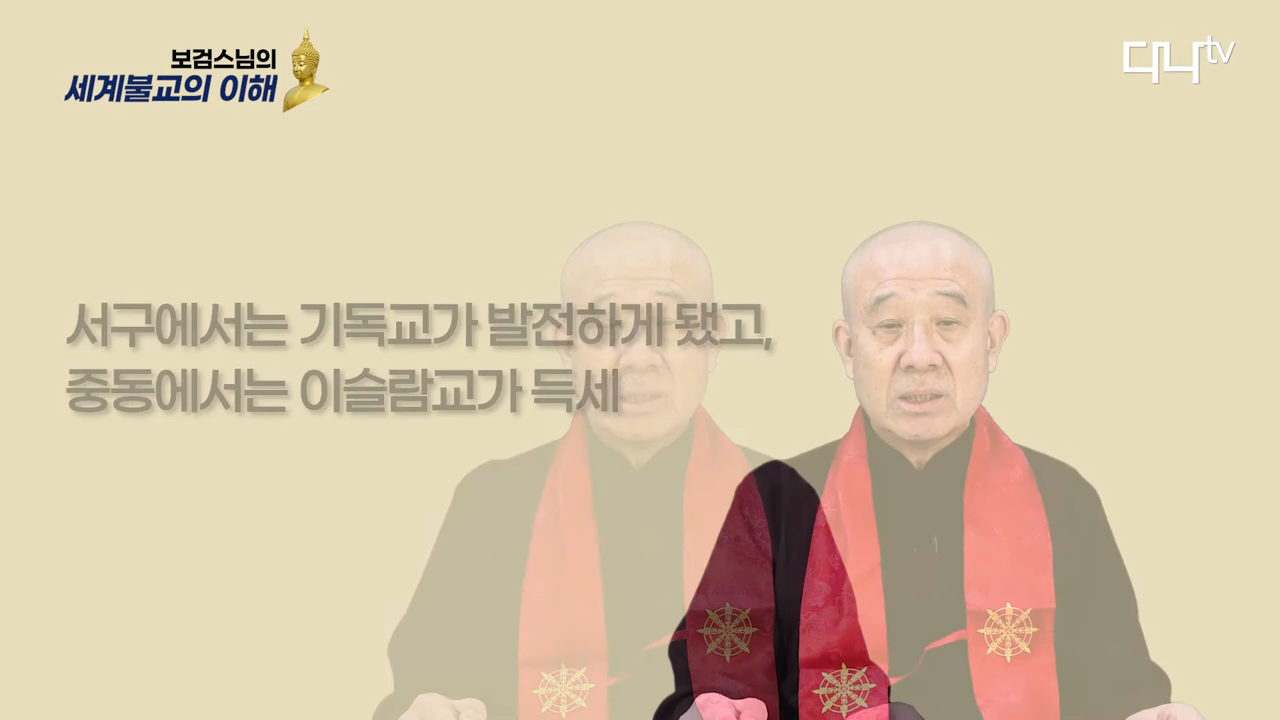 보검스님의
세계불교의 이해
다나tv
서구에서는 기독교가 발전하게 됐고,
중동에서는 이슬람교가 득세